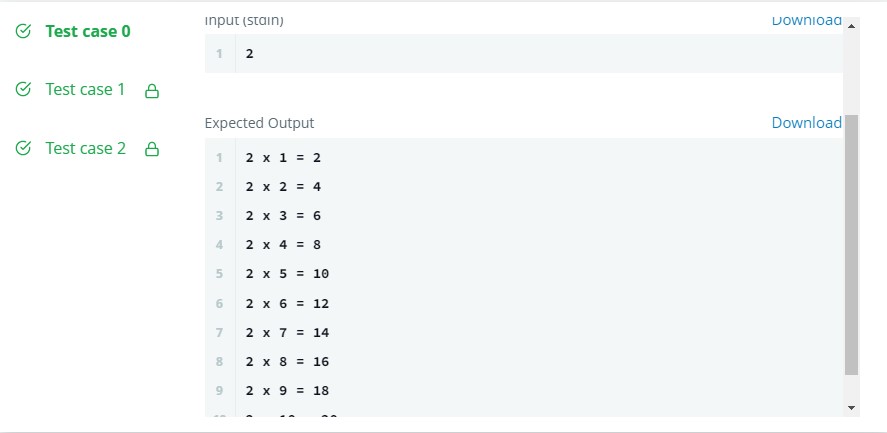 Test case 0
Test case 1
Test case 2
Input (stdin)
Download
1 2
Expected Output
Download
1 2 x 1 = 2
2 2 x 2 = 4
3 2 x 3 = 6
4 2 x 4 = 8
5 2 x 5 = 10
6 2 x 6 = 12
7 2 x 7 = 14
8 2 x 8 = 16
9 2 x 9 = 18